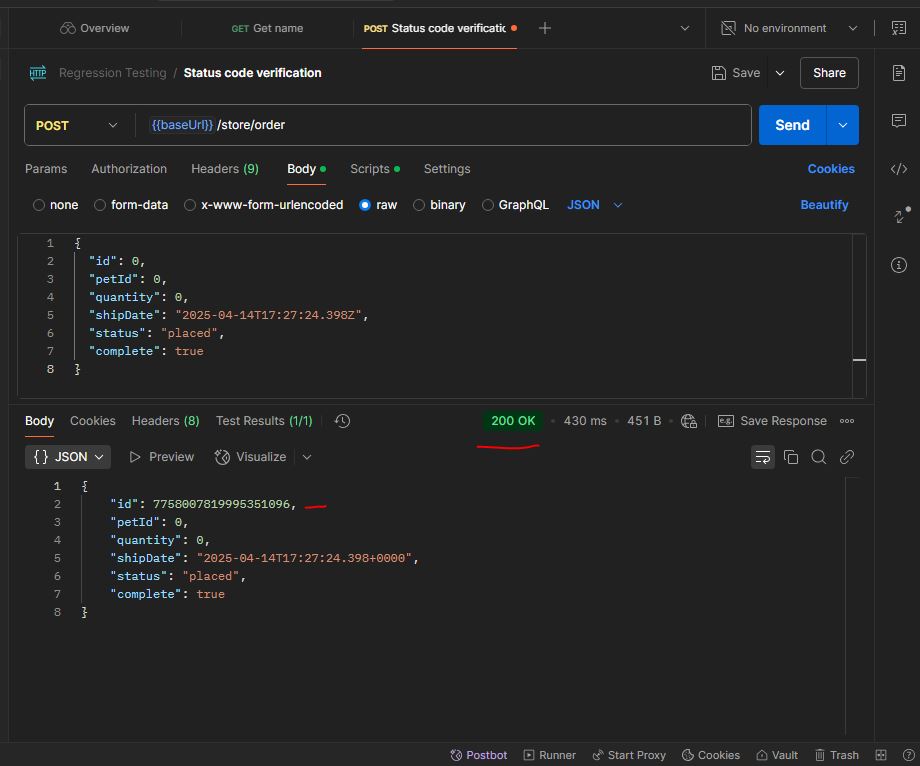 Overview
GET Get name
POST Status code verificatic
No environment
HTTP Regression Testing / Status code verification
Save
Share
POST
{{baseUrl}} /store/order
Send
Params Authorization Headers (9) Body Scripts Settings
Cookies
none form-data x-www-form-urlencoded raw binary GraphQL JSON
Beautify
1 {
2 "id": 0,
3 "petId": 0,
4 "quantity": 0,
5 "shipDate": "2025-04-14T17:27:24.398Z",
6 "status": "placed",
7 "complete": true
8 }
Body Cookies Headers (8) Test Results (1/1)
200 OK • 430 ms • 451 B
e.g. Save Response
{} JSON Preview Visualize
1 {
2 "id": 7758007819995351096,
3 "petId": 0,
4 "quantity": 0,
5 "shipDate": "2025-04-14T17:27:24.398+0000",
6 "status": "placed",
7 "complete": true
8 }
Postbot Runner Start Proxy Cookies Vault Trash